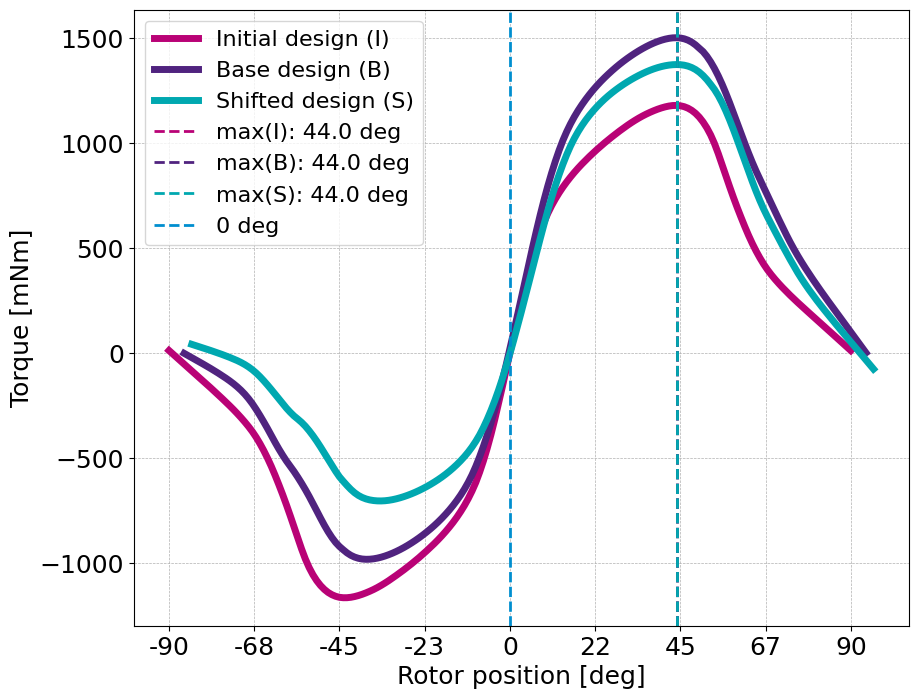 Initial design (I)
Base design (B)
Shifted design (S)
max(I): 44.0 deg
max(B): 44.0 deg
max(S): 44.0 deg
0 deg
Torque [mNm]
1500
1000
500
0
−500
−1000
-90 -68 -45 -23 0 22 45 67 90
Rotor position [deg]